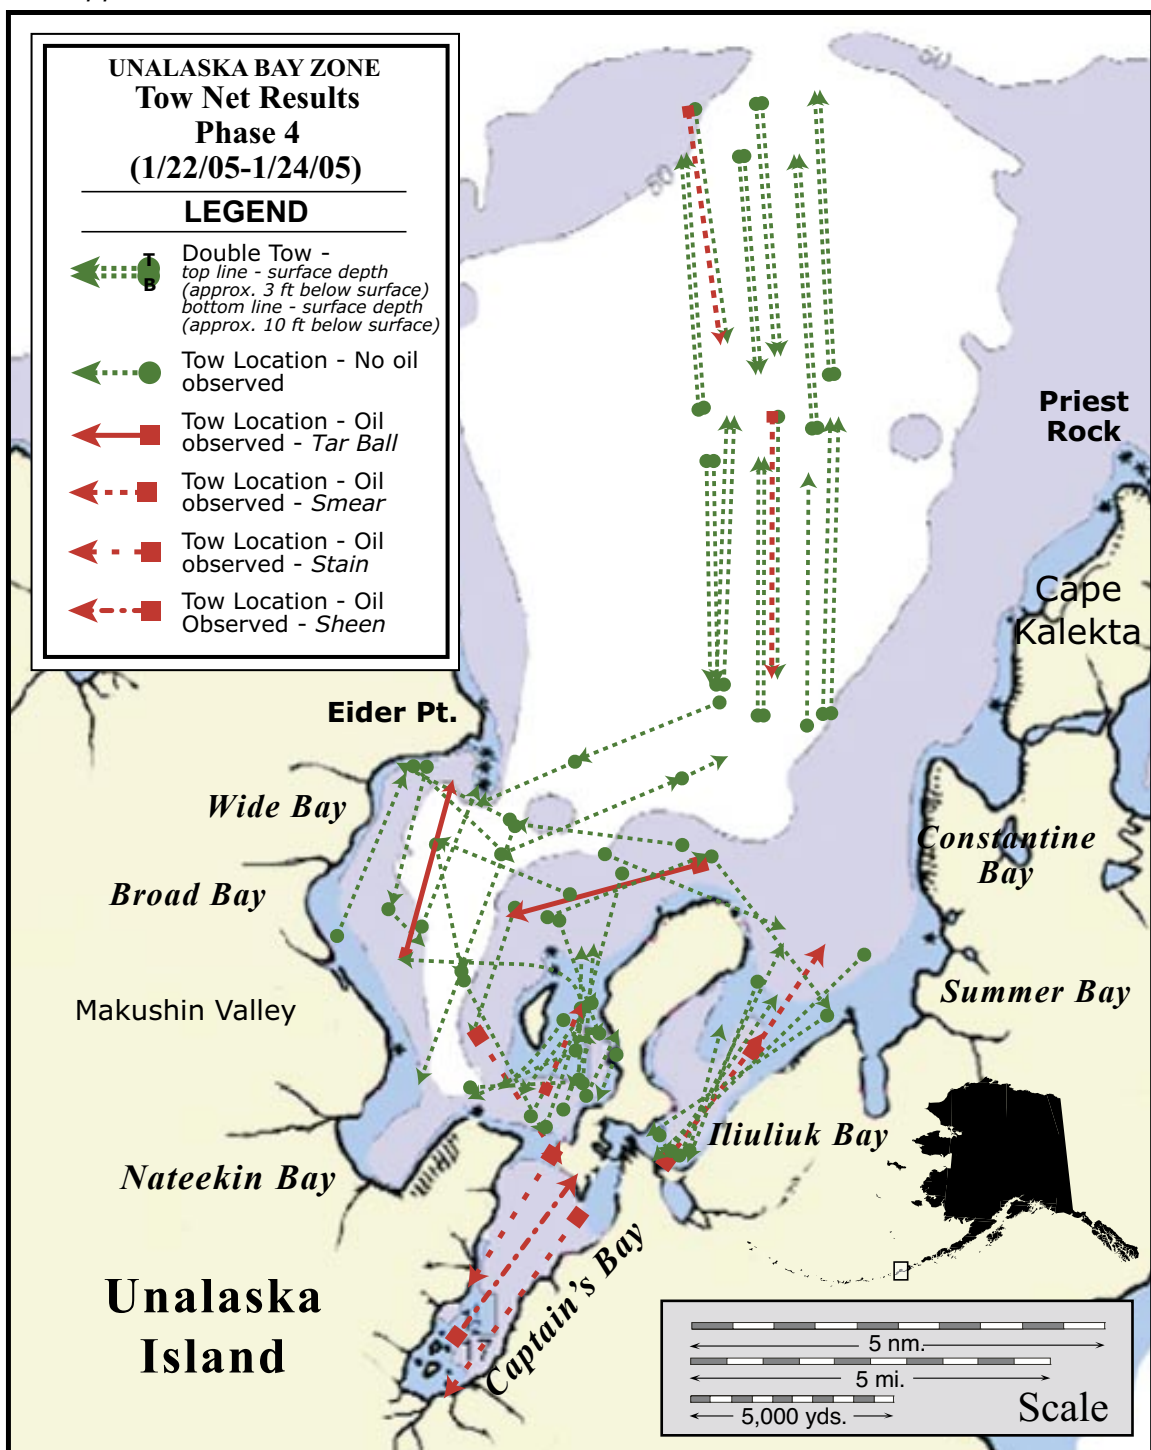 UNALASKA BAY ZONE
Tow Net Results
Phase 4
(1/22/05-1/24/05)
LEGEND
T
B
Double Tow -
top line - surface depth
(approx. 3 ft below surface)
bottom line - surface depth
(approx. 10 ft below surface)
Tow Location - No oil
observed
Tow Location - Oil
observed - Tar Ball
Tow Location - Oil
observed - Smear
Tow Location - Oil
observed - Stain
Tow Location - Oil
Observed - Sheen
50
50
Priest
Rock
Cape
Kalekta
Eider Pt.
Wide Bay
Constantine
Bay
Broad Bay
Summer Bay
Makushin Valley
Iliuliuk Bay
Nateekin Bay
Captain's Bay
17
Unalaska
Island
5 nm.
5 mi.
5,000 yds.
Scale